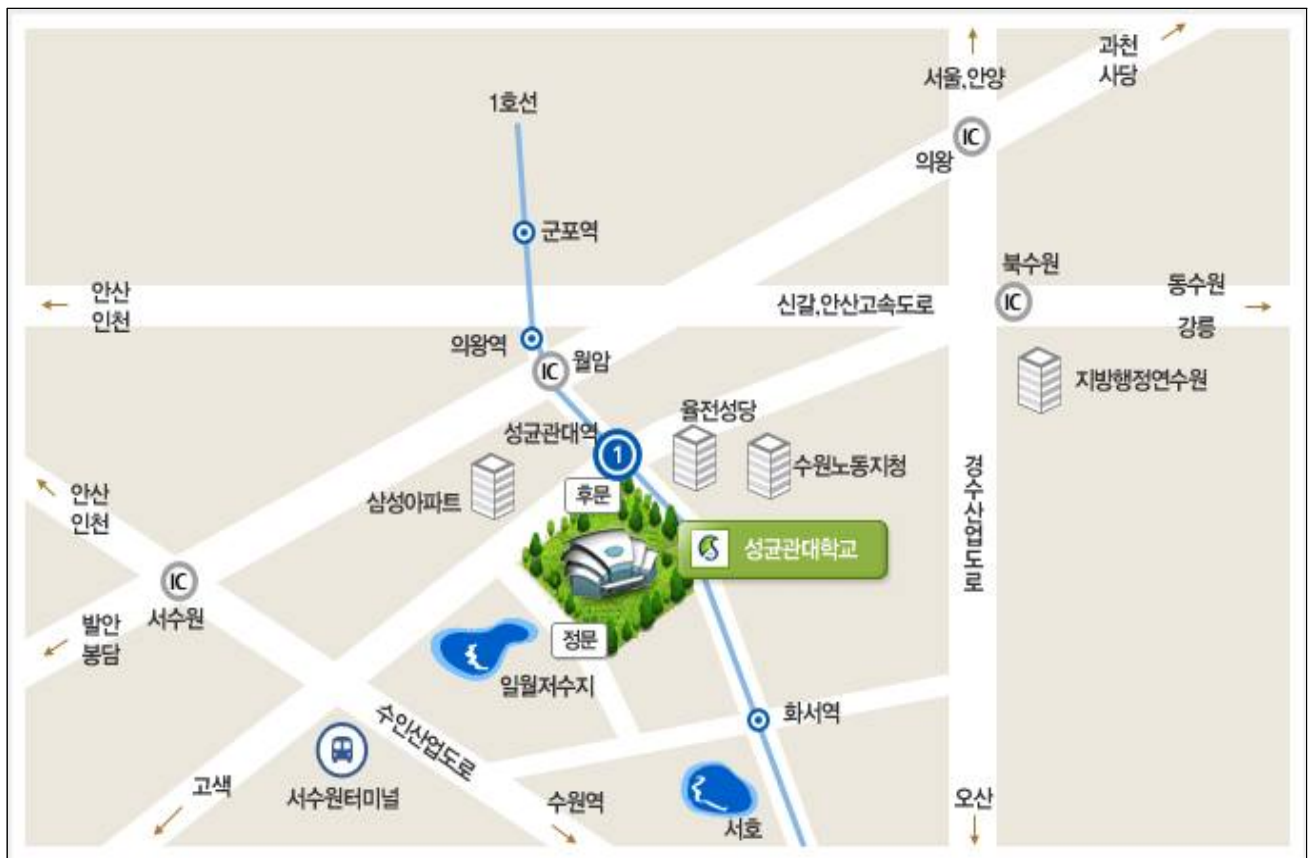 과천
사당
서울,안양
1호선
IC
의왕
군포역
북수원
IC
동수원
강릉
안산
인천
신갈,안산고속도로
의왕역
IC
월암
지방행정연수원
율전성당
성균관대역
1
수원노동지청
삼성아파트
후문
안산
인천
경수산업도로
성균관대학교
IC
서수원
발안
봉담
정문
일월저수지
화서역
수인산업도로
고색
서수원터미널
수원역
서호
오산